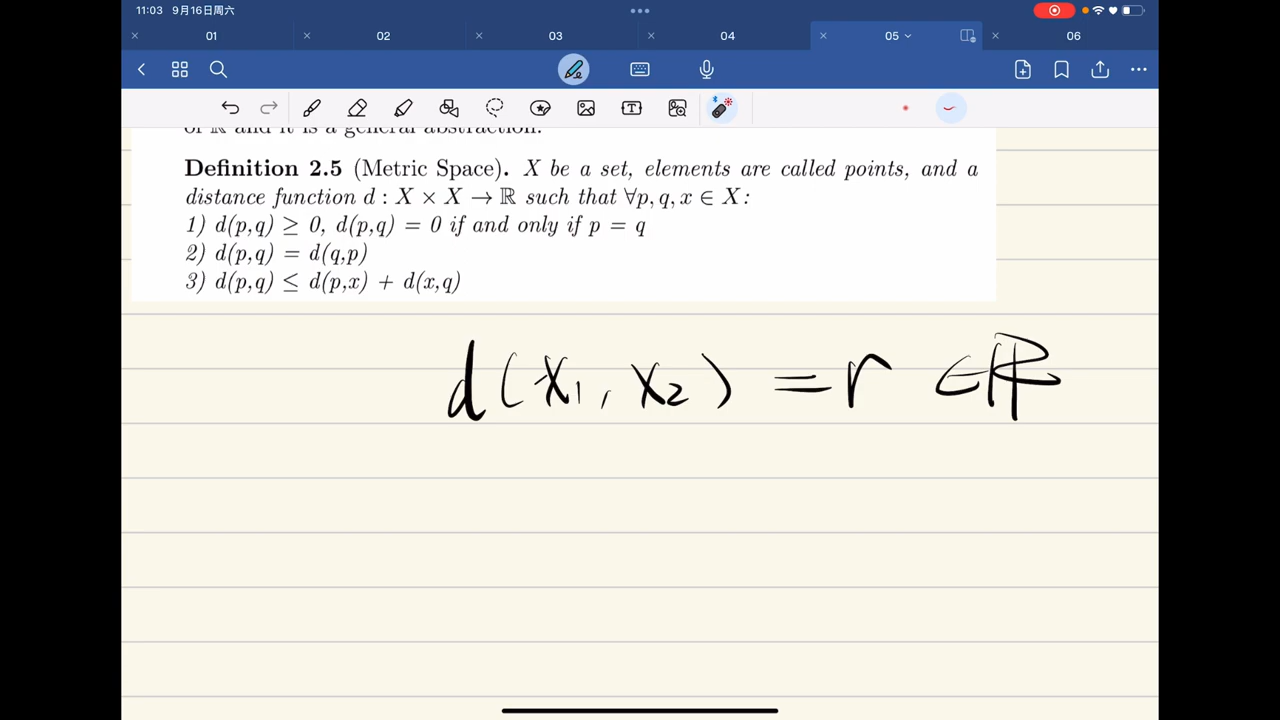 11:03 9月16日周六
01 02 03 04 05 06
of ℝ and it is a general abstraction.
Definition 2.5 (Metric Space). X be a set, elements are called points, and a
distance function d : X × X → ℝ such that ∀p, q, x ∈ X:
1) d(p,q) ≥ 0, d(p,q) = 0 if and only if p = q
2) d(p,q) = d(q,p)
3) d(p,q) ≤ d(p,x) + d(x,q)
d(x₁, x₂) = r ∈ ℝ